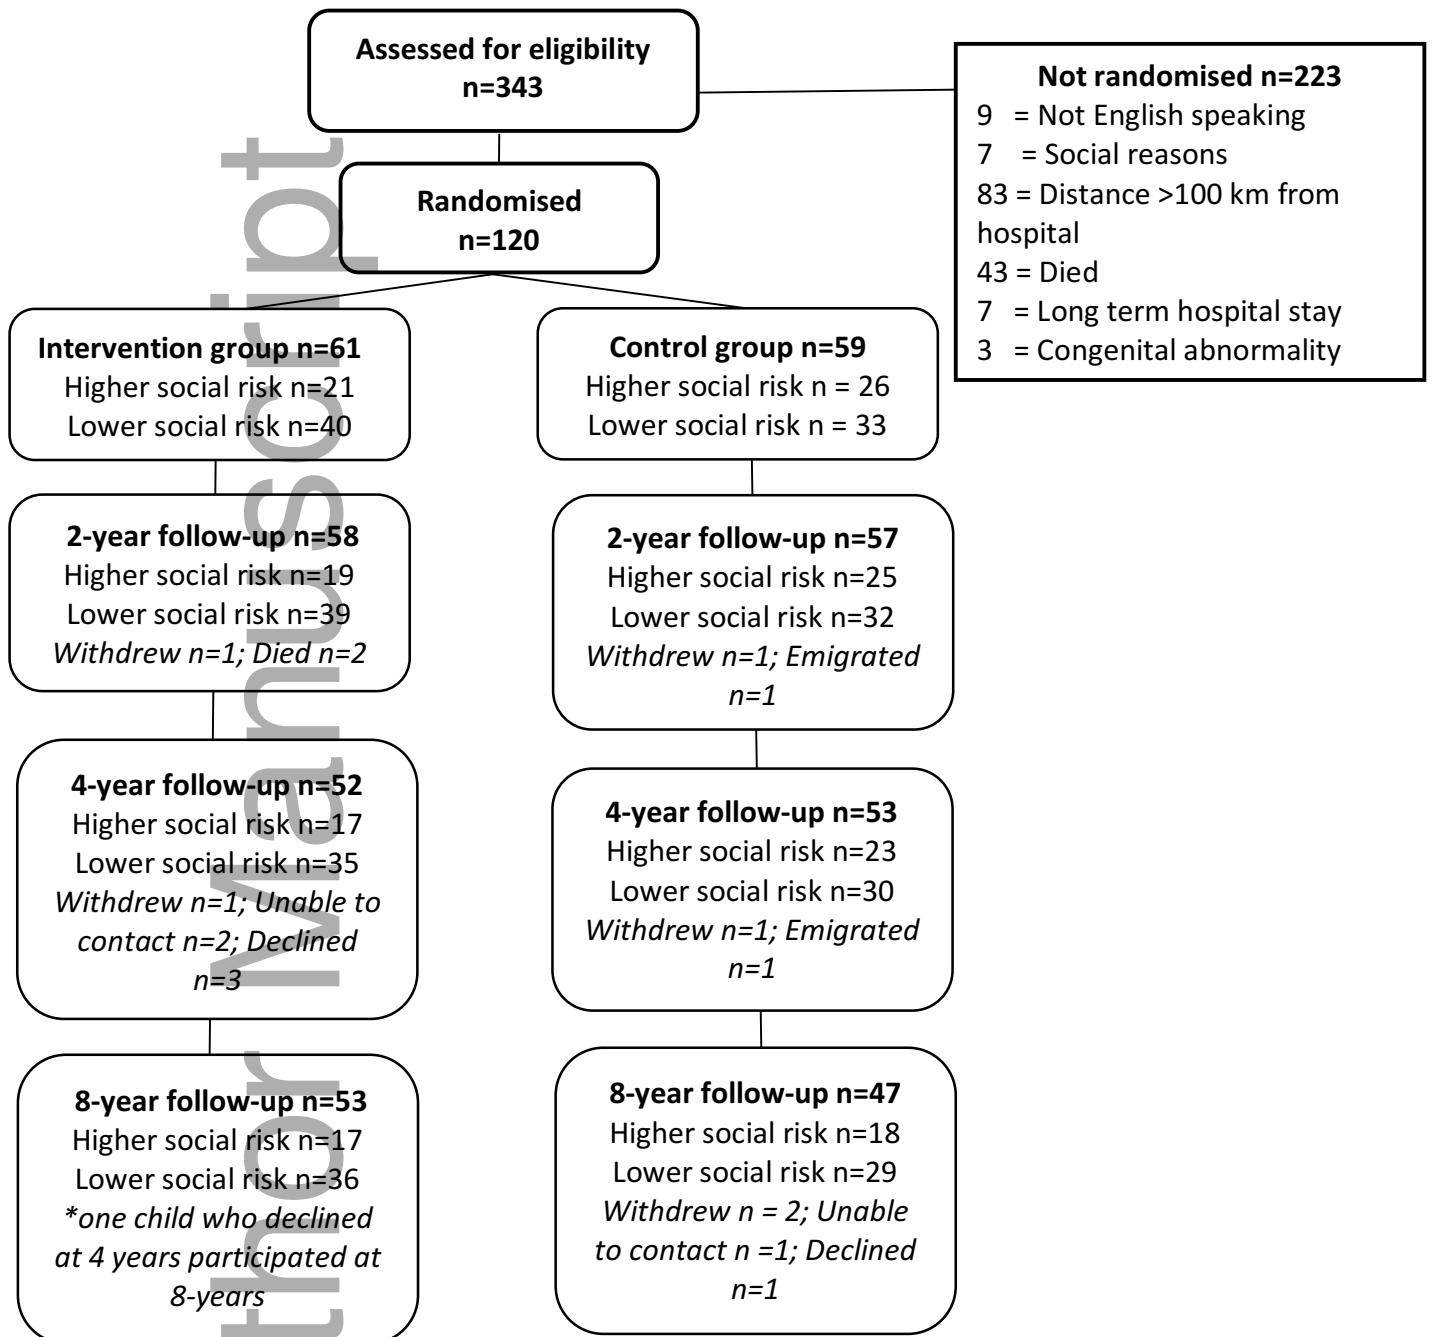 Assessed for eligibility
n=343
Not randomised n=223
9 = Not English speaking
7 = Social reasons
83 = Distance >100 km from
hospital
43 = Died
7 = Long term hospital stay
3 = Congenital abnormality
Randomised
n=120
Intervention group n=61
Higher social risk n=21
Lower social risk n=40
Control group n=59
Higher social risk n = 26
Lower social risk n = 33
2-year follow-up n=58
Higher social risk n=19
Lower social risk n=39
Withdrew n=1; Died n=2
2-year follow-up n=57
Higher social risk n=25
Lower social risk n=32
Withdrew n=1; Emigrated
n=1
4-year follow-up n=52
Higher social risk n=17
Lower social risk n=35
Withdrew n=1; Unable to
contact n=2; Declined
n=3
4-year follow-up n=53
Higher social risk n=23
Lower social risk n=30
Withdrew n=1; Emigrated
n=1
8-year follow-up n=53
Higher social risk n=17
Lower social risk n=36
*one child who declined
at 4 years participated at
8-years
8-year follow-up n=47
Higher social risk n=18
Lower social risk n=29
Withdrew n = 2; Unable
to contact n =1; Declined
n=1
thor Manuscript